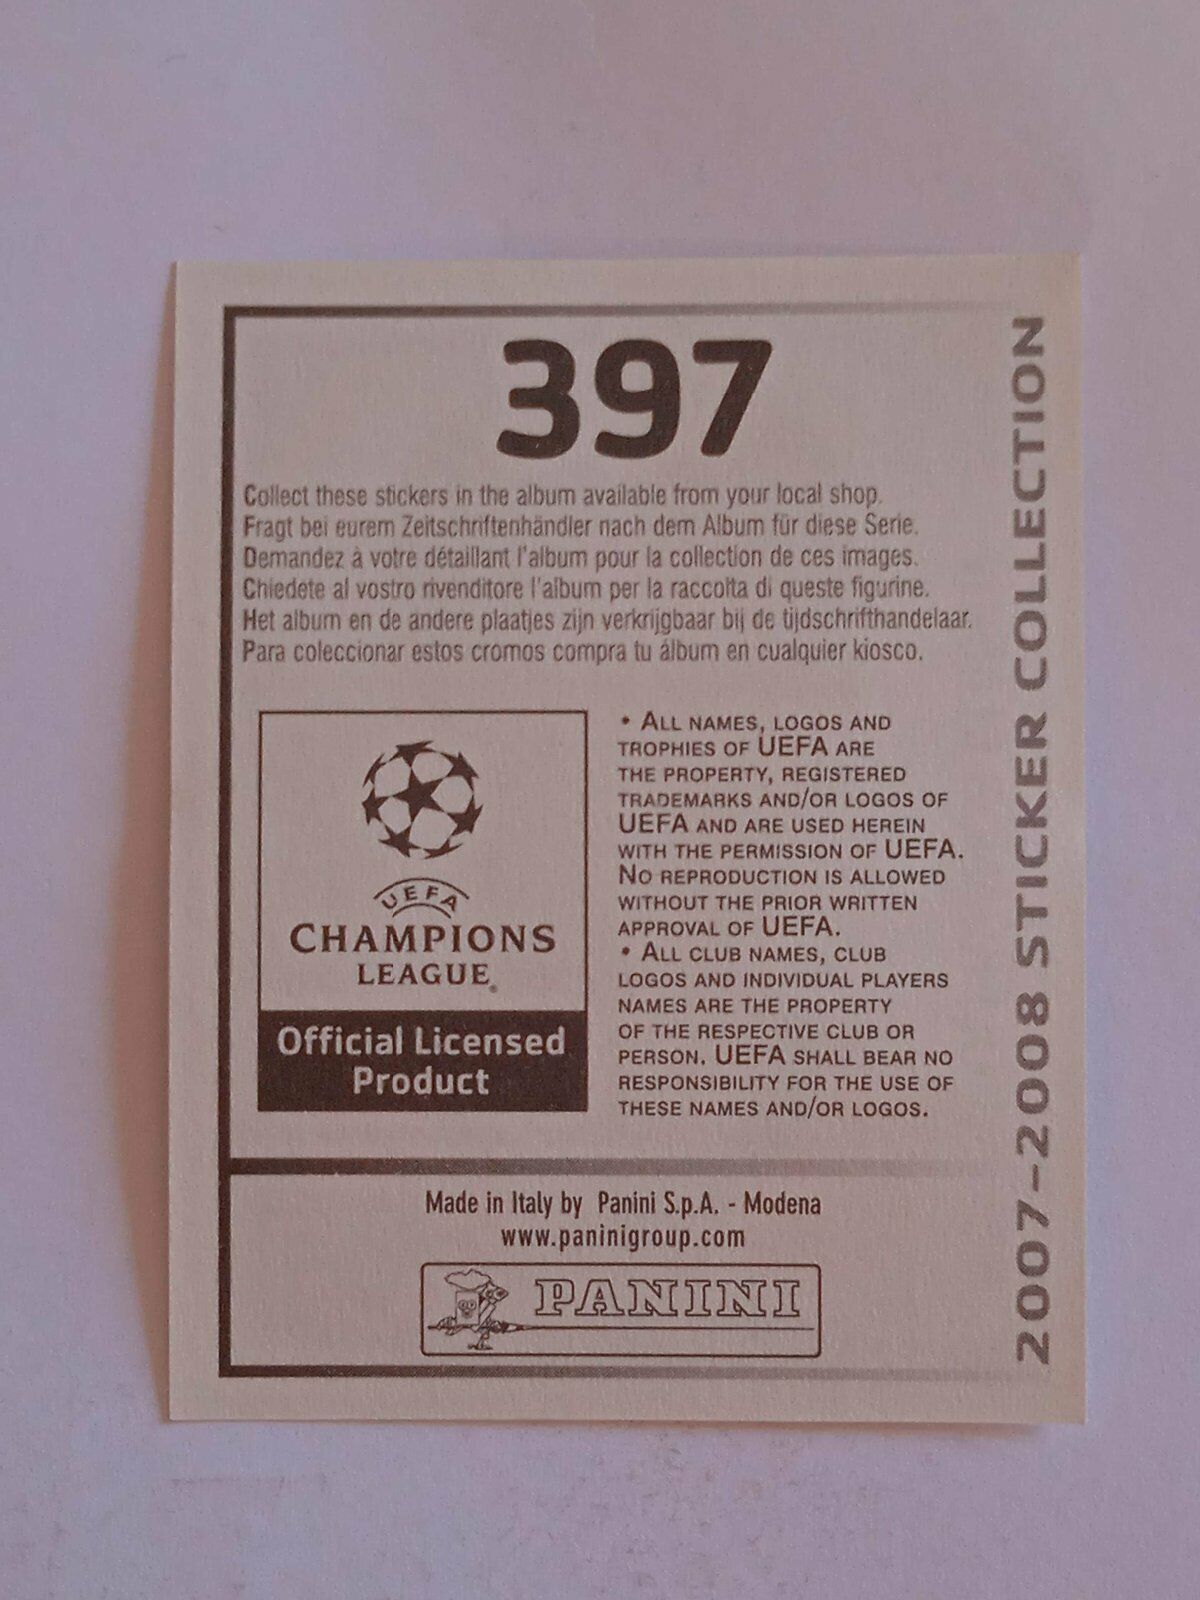 397
Collect these stickers in the album available from your local shop.
Fragt bei eurem Zeitschriftenhändler nach dem Album für diese Serie.
Demandez à votre détaillant l'album pour la collection de ces images.
Chiedete al vostro rivenditore l'album per la raccolta di queste figurine.
Het album en de andere plaatjes zijn verkrijgbaar bij de tijdschrifthandelaar.
Para coleccionar estos cromos compra tu álbum en cualquier kiosco.
UEFA
CHAMPIONS
LEAGUE®
Official Licensed
Product
• ALL NAMES, LOGOS AND
TROPHIES OF UEFA ARE
THE PROPERTY, REGISTERED
TRADEMARKS AND/OR LOGOS OF
UEFA AND ARE USED HEREIN
WITH THE PERMISSION OF UEFA.
NO REPRODUCTION IS ALLOWED
WITHOUT THE PRIOR WRITTEN
APPROVAL OF UEFA.
• ALL CLUB NAMES, CLUB
LOGOS AND INDIVIDUAL PLAYERS
NAMES ARE THE PROPERTY
OF THE RESPECTIVE CLUB OR
PERSON. UEFA SHALL BEAR NO
RESPONSIBILITY FOR THE USE OF
THESE NAMES AND/OR LOGOS.
Made in Italy by Panini S.p.A. - Modena
www.paninigroup.com
PANINI
2007-2008 STICKER COLLECTION